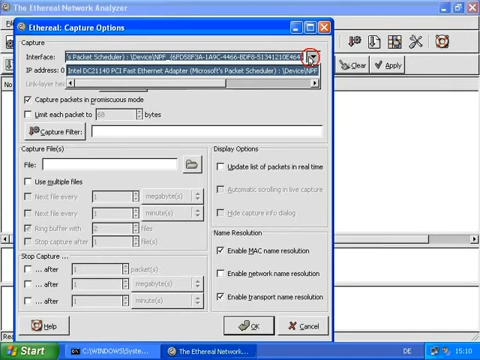 The Ethereal Network Analyzer
Ethereal: Capture Options
Capture
Interface: 's Packet Scheduler) : \Device\NPF_{6FD58F3A-1A9C-4466-BDF8-51341210E464}
IP address: 0 Intel DC21140 PCI Fast Ethernet Adapter (Microsoft's Packet Scheduler) : \Device\NPF
Link-layer
Capture packets in promiscuous mode
Limit each packet to 68 bytes
Capture Filter:
Clear
Apply
Capture File(s)
File:
Use multiple files
Next file every 1 megabyte(s)
Next file every 1 minute(s)
Ring buffer with 2 files
Stop capture after 1 file(s)
Display Options
Update list of packets in real time
Automatic scrolling in live capture
Hide capture info dialog
Stop Capture ...
... after 1 packet(s)
... after 1 megabyte(s)
... after 1 minute(s)
Name Resolution
Enable MAC name resolution
Enable network name resolution
Enable transport name resolution
Help
OK
Cancel
Start
C:\WINDOWS\System...
The Ethereal Network...
DE
15:10